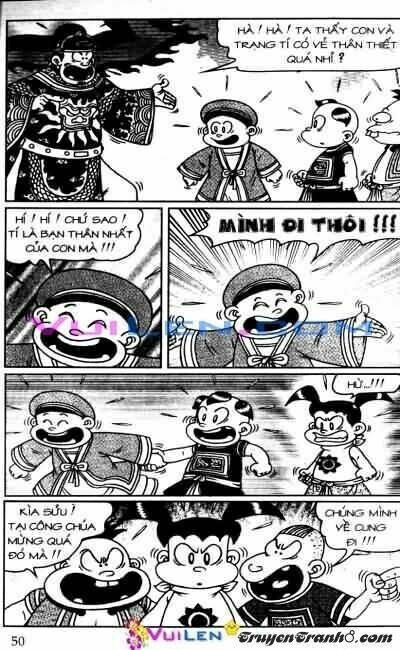 HÀ! HÀ! TA THẤY CON VÀ
TRẠNG TÍ CÓ VẺ THÂN THIẾT
QUÁ NHỈ?
HÍ! HÍ! CHỨ SAO!
TÍ LÀ BẠN THÂN NHẤT
CỦA CON MÀ!!!
MÌNH ĐI THÔI!!!
VUILEN.COM
HỪ...!!!
KÌA SỬU!
TẠI CÔNG CHÚA
MỪNG QUÁ
ĐÓ MÀ!!
CHÚNG MÌNH
VỀ CUNG
ĐI!!!
50
VUILEN
TruyenTranh8.com